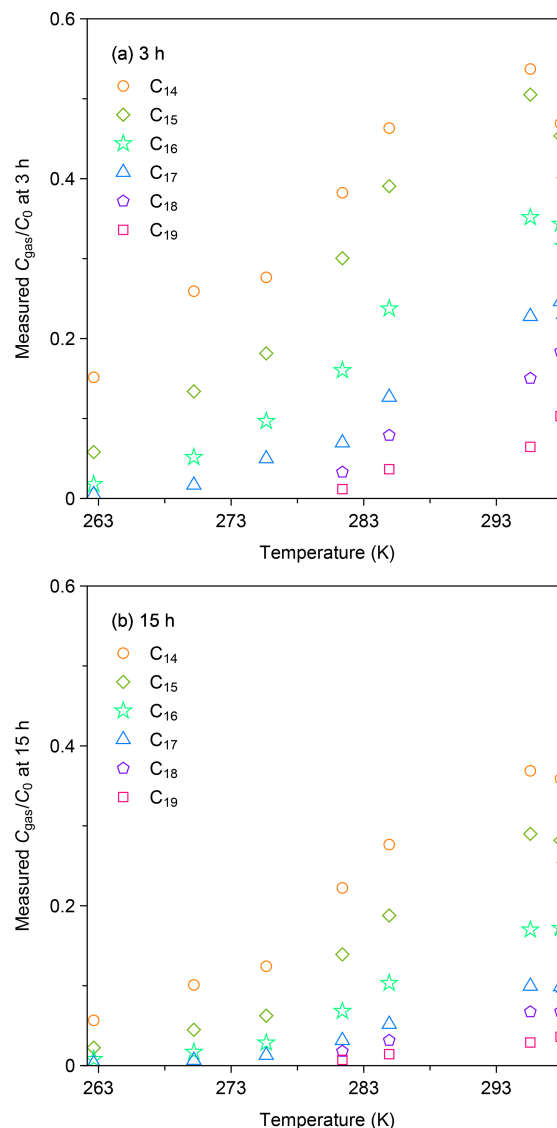 0.6
(a) 3 h
C14
C15
C16
C17
C18
C19
0.4
0.2
0
Measured Cgas/C0 at 3 h
263 273 283 293
Temperature (K)
0.6
(b) 15 h
C14
C15
C16
C17
C18
C19
0.4
0.2
0
Measured Cgas/C0 at 15 h
263 273 283 293
Temperature (K)